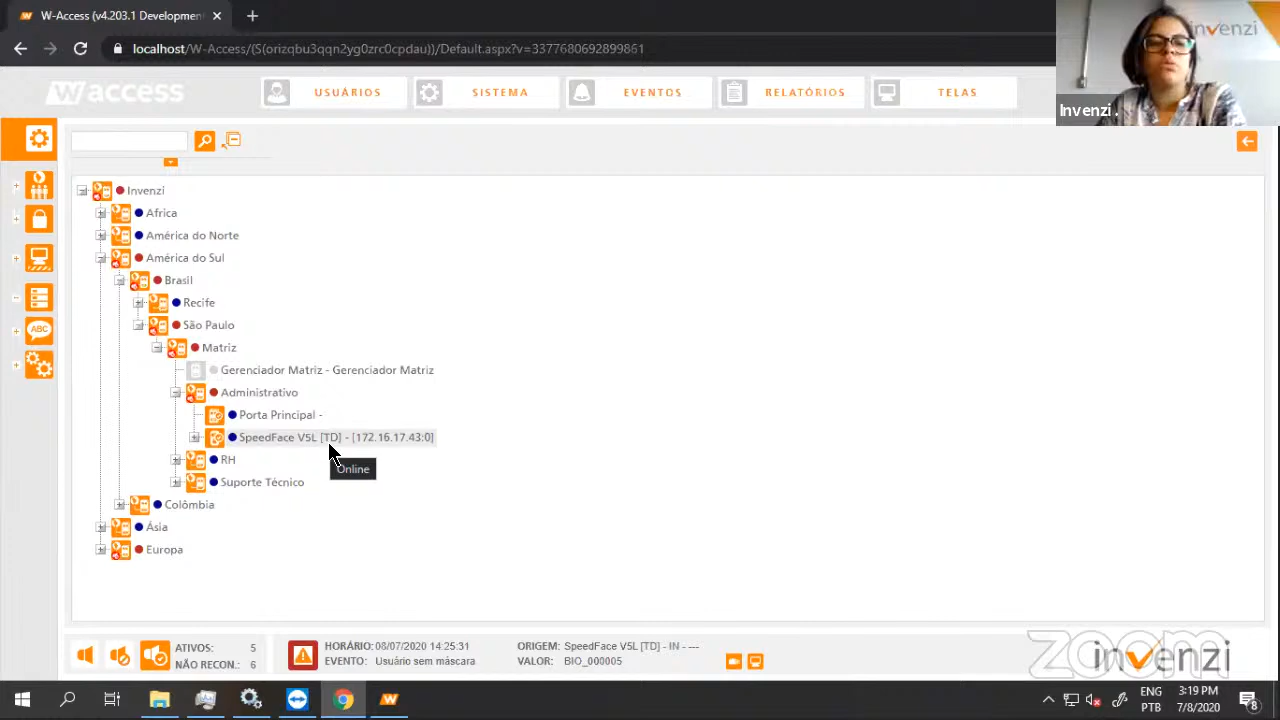 W-Access (v4.203.1 Development
localhost/W-Access/(S(orizqbu3qqn2yg0zrc0cpdau))/Default.aspx?v=3377680692899861
invenzi
Invenzi .
w access
USUÁRIOS
SISTEMA
EVENTOS
RELATÓRIOS
TELAS
Invenzi
Africa
América do Norte
América do Sul
Brasil
Recife
São Paulo
Matriz
Gerenciador Matriz - Gerenciador Matriz
Administrativo
Porta Principal -
SpeedFace V5L [TD] - [172.16.17.43:0)
Online
RH
Suporte Técnico
Colômbia
Ásia
Europa
ABC
ATIVOS: 5
NÃO RECON.: 6
HORÁRIO: 08/07/2020 14:25:31
EVENTO: Usuário sem máscara
ORIGEM: SpeedFace V5L [TD] - IN - ---
VALOR: BIO_000005
zoom
invenzi
ENG
PTB
3:19 PM
7/8/2020
8